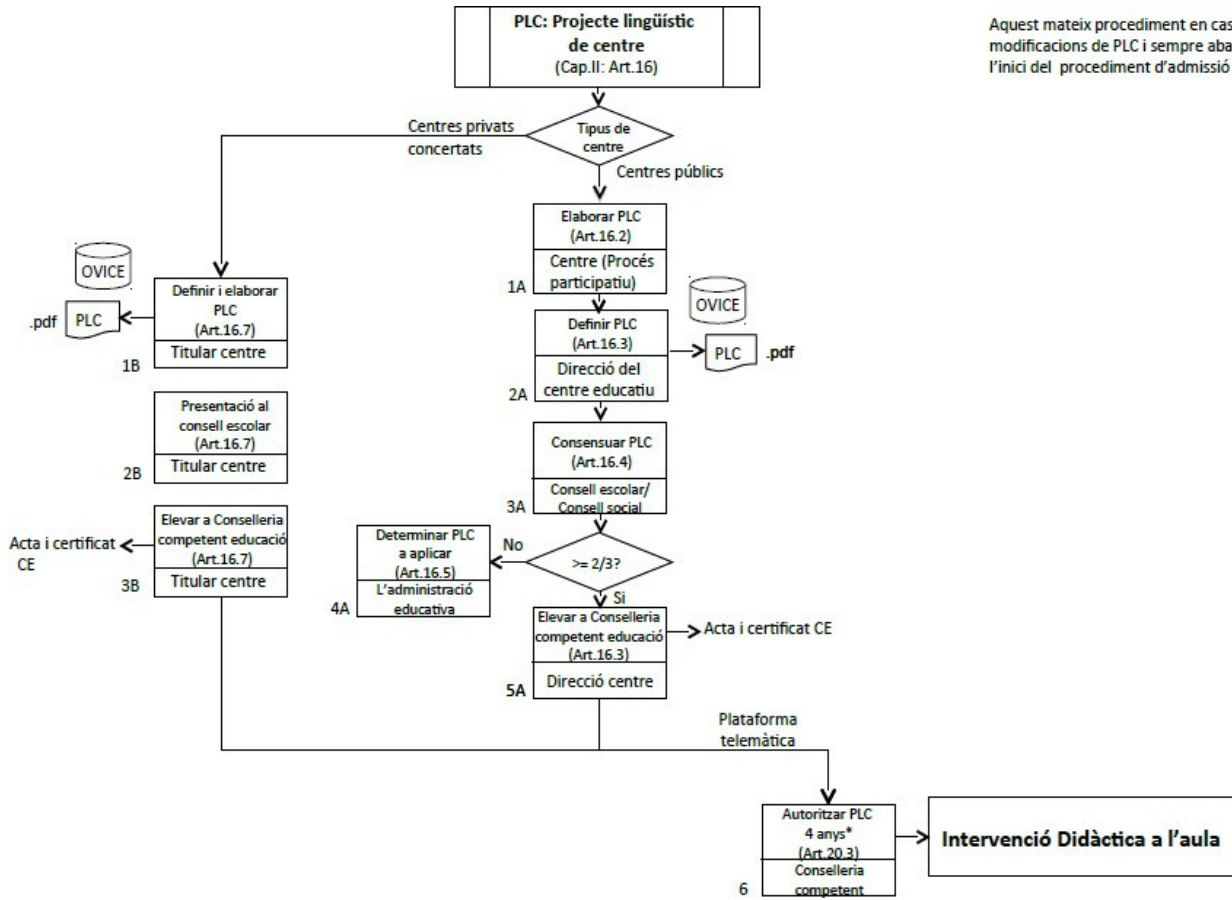 PLC: Projecte lingüístic
de centre
(Cap.II: Art.16)
Aquest mateix procediment en cas
modificacions de PLC i sempre aba
l'inici del procediment d'admissió
Tipus de
centre
Centres privats
concertats
Centres públics
Elaborar PLC
(Art.16.2)
Centre (Procés
participatiu)
1A
OVICE
.pdf
PLC
Definir i elaborar
PLC
(Art.16.7)
Titular centre
1B
Definir PLC
(Art.16.3)
Direcció del
centre educatiu
2A
OVICE
PLC
.pdf
Presentació al
consell escolar
(Art.16.7)
Titular centre
2B
Consensuar PLC
(Art.16.4)
Consell escolar/
Consell social
3A
Acta i certificat
CE
Elevar a Conselleria
competent educació
(Art.16.7)
Titular centre
3B
Determinar PLC
a aplicar
(Art.16.5)
L'administració
educativa
4A
No
>= 2/3?
Si
Elevar a Conselleria
competent educació
(Art.16.3)
Direcció centre
5A
Acta i certificat CE
Plataforma
telemàtica
Autoritzar PLC
4 anys*
(Art.20.3)
Conselleria
competent
6
Intervenció Didàctica a l'aula